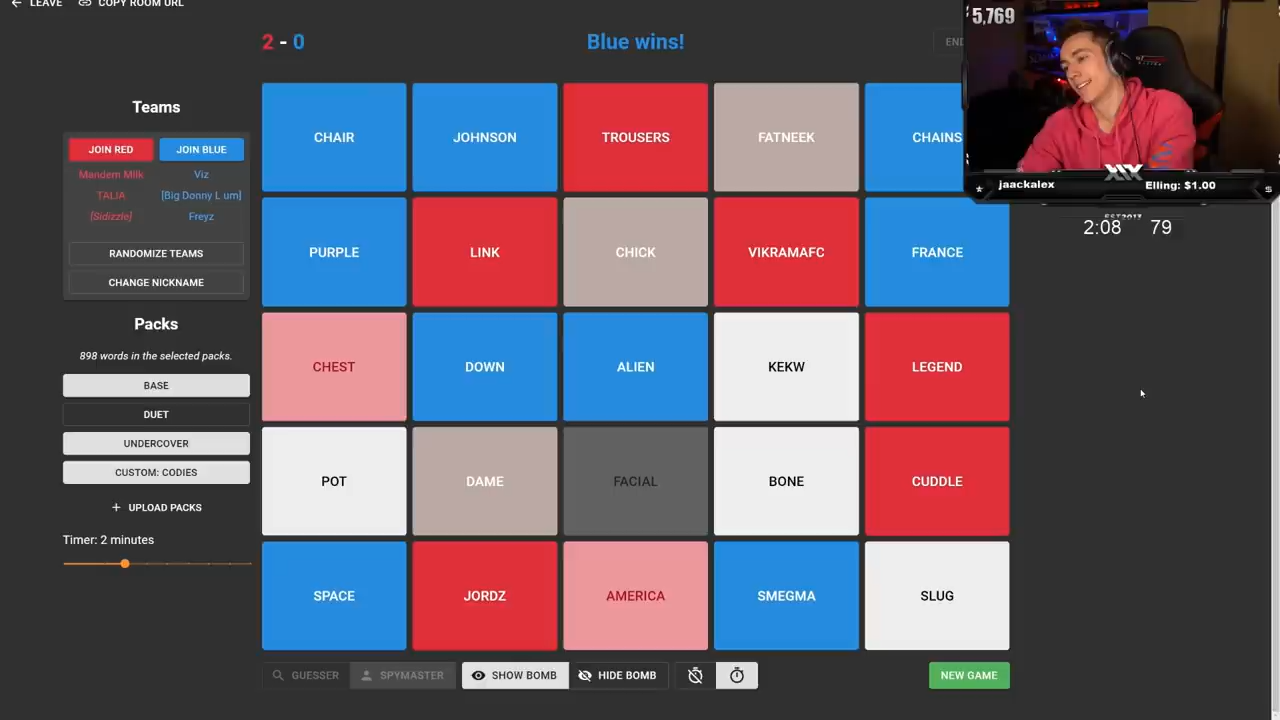 LEAVE
COPY ROOM URL
5,769
2 - 0
Blue wins!
END
Teams
JOIN RED
JOIN BLUE
Mandem Milk
Viz
TALIA
[Big Donny L um]
[Sidizzle]
Freyz
RANDOMIZE TEAMS
CHANGE NICKNAME
Packs
898 words in the selected packs.
BASE
DUET
UNDERCOVER
CUSTOM: CODIES
+ UPLOAD PACKS
Timer: 2 minutes
CHAIR
JOHNSON
TROUSERS
FATNEEK
CHAINS
PURPLE
LINK
CHICK
VIKRAMAFC
FRANCE
CHEST
DOWN
ALIEN
KEKW
LEGEND
POT
DAME
FACIAL
BONE
CUDDLE
SPACE
JORDZ
AMERICA
SMEGMA
SLUG
GUESSER
SPYMASTER
SHOW BOMB
HIDE BOMB
NEW GAME
XIX
jaackalex
Elling: $1.00
2:08
79